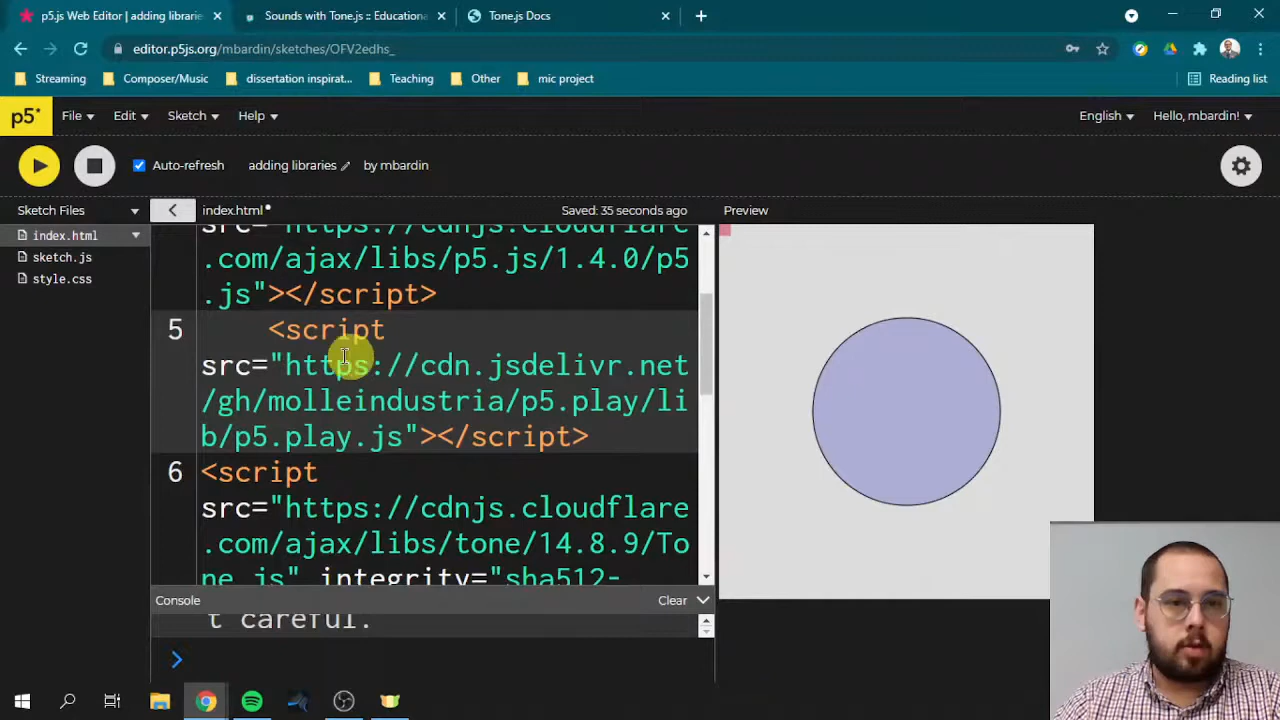 p5.js Web Editor | adding librarie
Sounds with Tone.js :: Educationa
Tone.js Docs
editor.p5js.org/mbardin/sketches/OFV2edhs_
Streaming
Composer/Music
dissertation inspirat...
Teaching
Other
mic project
Reading list
p5*
File
Edit
Sketch
Help
English
Hello, mbardin!
Auto-refresh
adding libraries
by mbardin
Sketch Files
index.html
Saved: 35 seconds ago
Preview
index.html
sketch.js
style.css
src="https://cdnjs.cloudflare
.com/ajax/libs/p5.js/1.4.0/p5
.js"></script>
5 <script
src="https://cdn.jsdelivr.net
/gh/molleindustria/p5.play/li
b/p5.play.js"></script>
6 <script
src="https://cdnjs.cloudflare
.com/ajax/libs/tone/14.8.9/To
ne.js" integrity="sha512-
Console
Clear
t careful.
>